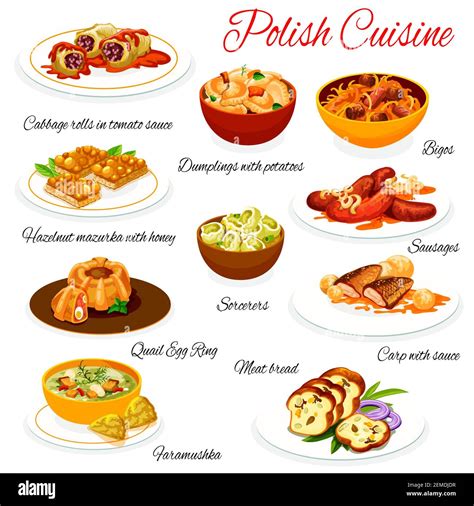 Polish Cuisine
Cabbage rolls in tomato sauce
Dumplings with potatoes
Bigos
Hazelnut mazurka with honey
Sausages
Sorcerers
Quail Egg Ring
Carp with sauce
Meat bread
Faramushka
alamy
alamy
Image ID: 2EMDJDR
www.alamy.com